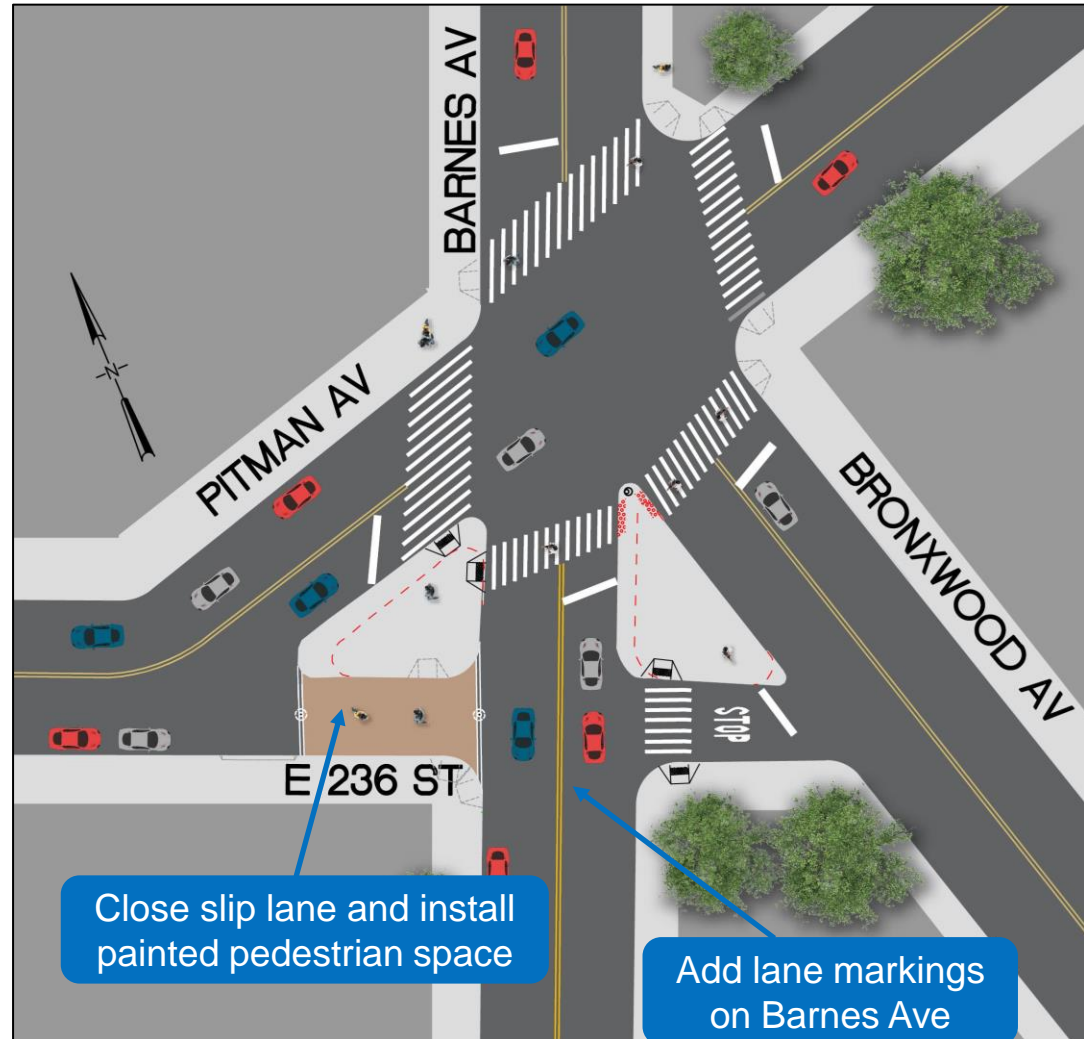 BARNES AV
N
PITMAN AV
BRONXWOOD AV
STOP
E 236 ST
Close slip lane and install
painted pedestrian space
Add lane markings
on Barnes Ave